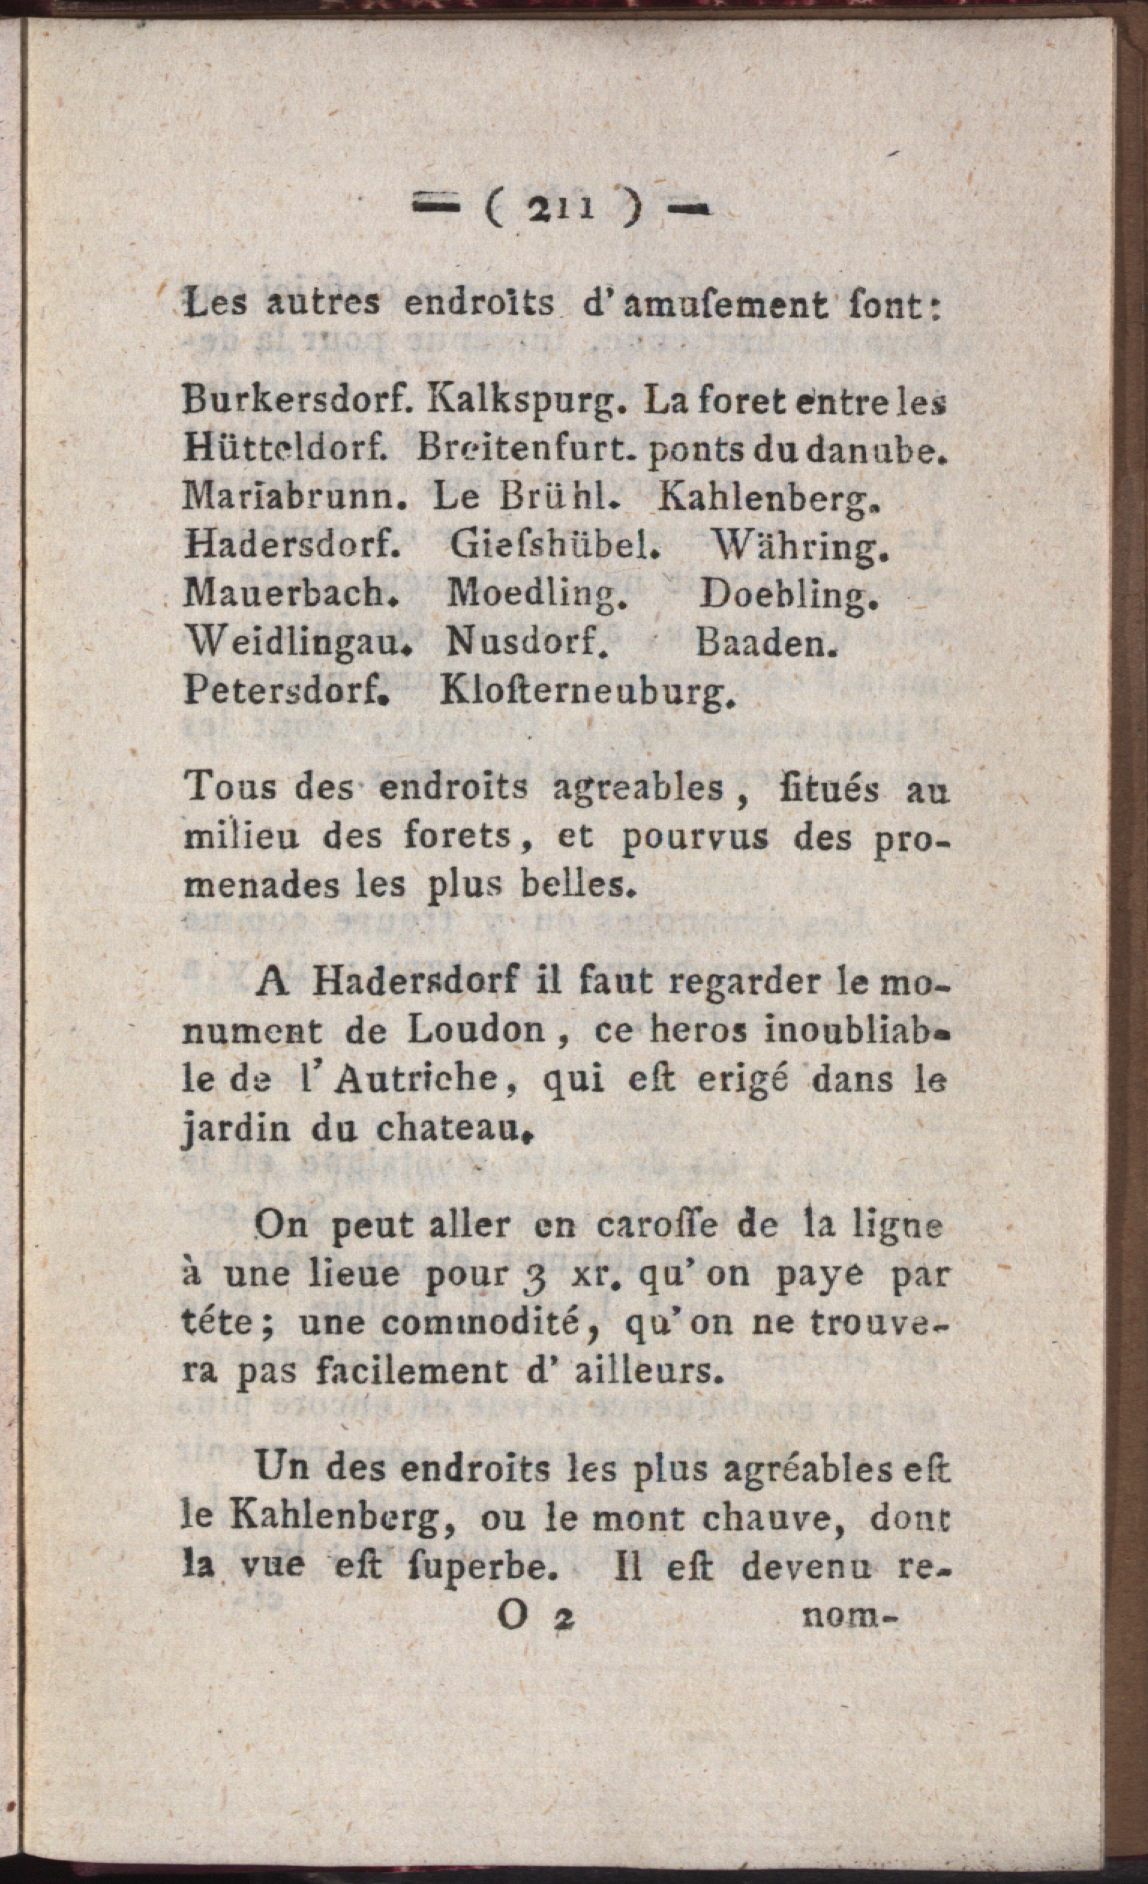 = ( 211 ) —
Les autres endroits d' amuſement ſont:
Burkersdorf. Kalkspurg. La foret entre les
Hütteldorf. Breitenfurt. ponts du danube.
Mariabrunn. Le Brühl. Kahlenberg.
Hadersdorf. Gieſshübel. Währing.
Mauerbach. Moedling. Doebling.
Weidlingau. Nusdorf. Baaden.
Petersdorf. Kloſterneuburg.
Tous des endroits agreables, ſitués au
milieu des forets, et pourvus des pro-
menades les plus belles.
A Hadersdorf il faut regarder le mo-
nument de Loudon, ce heros inoubliab-
le de l' Autriche, qui eſt erigé dans le
jardin du chateau.
On peut aller en caroſſe de la ligne
à une lieue pour 3 xr. qu' on paye par
téte; une commodité, qu' on ne trouve-
ra pas facilement d' ailleurs.
Un des endroits les plus agréables eſt
le Kahlenberg, ou le mont chauve, dont
la vue eſt ſuperbe. Il eſt devenu re-
O 2 nom-